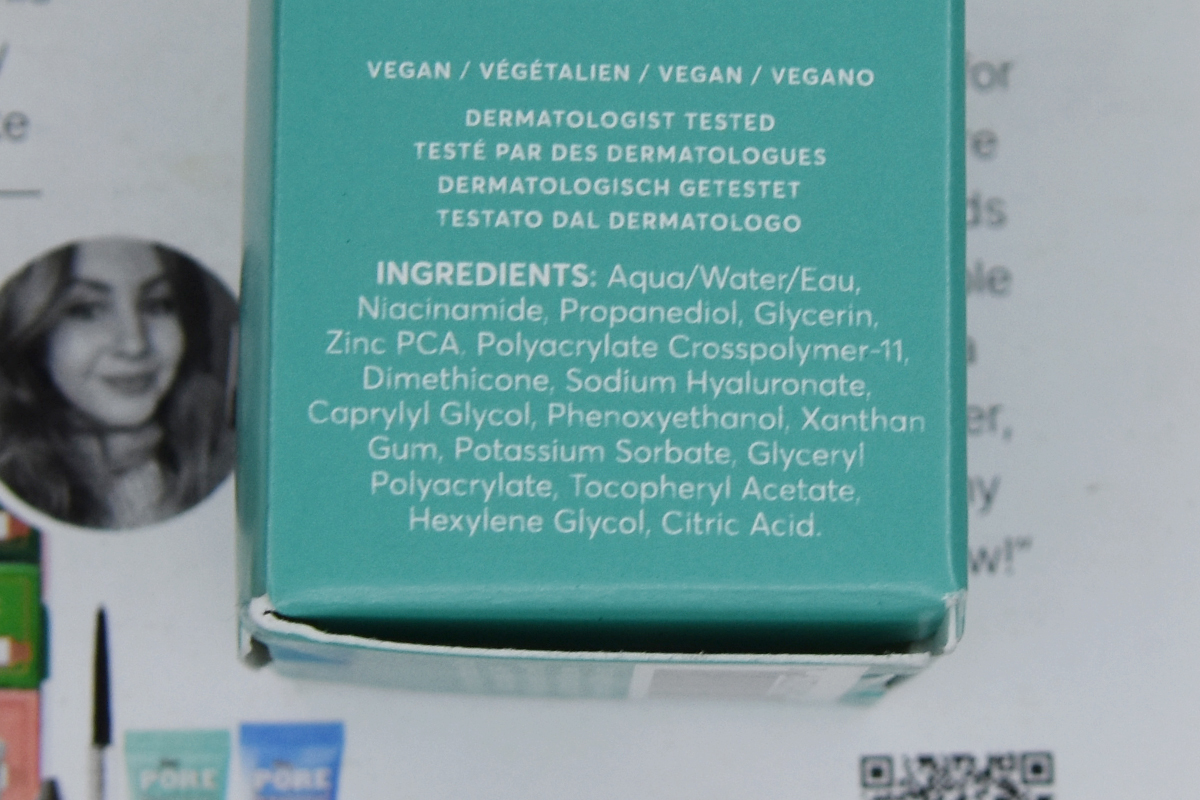 VEGAN / VÉGÉTALIEN / VEGAN / VEGANO
DERMATOLOGIST TESTED
TESTÉ PAR DES DERMATOLOGUES
DERMATOLOGISCH GETESTET
TESTATO DAL DERMATOLOGO
INGREDIENTS: Aqua/Water/Eau,
Niacinamide, Propanediol, Glycerin,
Zinc PCA, Polyacrylate Crosspolymer-11,
Dimethicone, Sodium Hyaluronate,
Caprylyl Glycol, Phenoxyethanol, Xanthan
Gum, Potassium Sorbate, Glyceryl
Polyacrylate, Tocopheryl Acetate,
Hexylene Glycol, Citric Acid.
PORE PORE